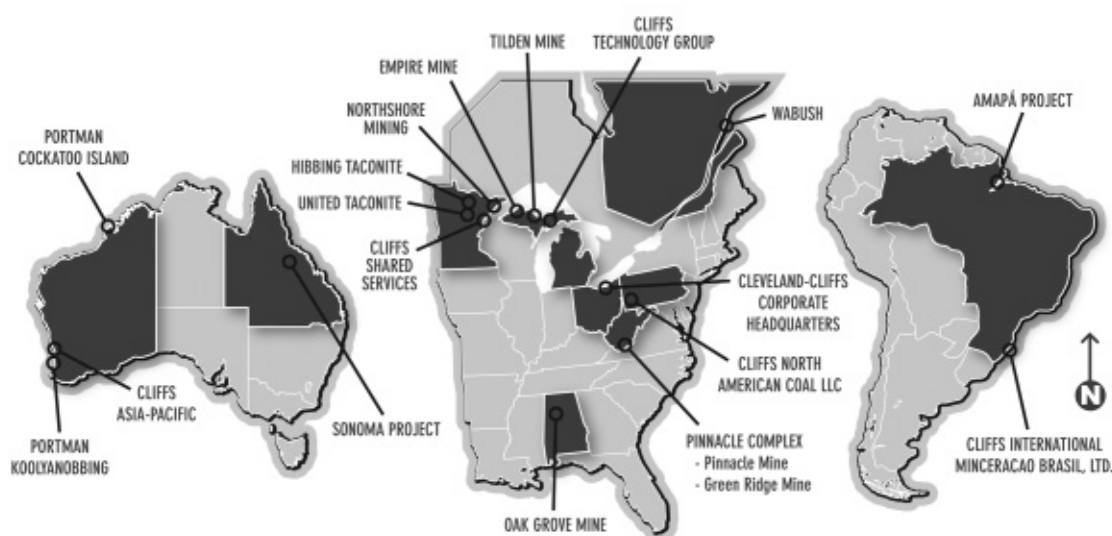 PORTMAN
COCKATOO ISLAND
CLIFFS
ASIA-PACIFIC
PORTMAN
KOOLYANOBBING
SONOMA PROJECT
CLIFFS
TECHNOLOGY GROUP
TILDEN MINE
EMPIRE MINE
NORTHSHORE
MINING
HIBBING TACONITE
UNITED TACONITE
CLIFFS
SHARED
SERVICES
WABUSH
CLEVELAND-CLIFFS
CORPORATE
HEADQUARTERS
CLIFFS NORTH
AMERICAN COAL LLC
PINNACLE COMPLEX
- Pinnacle Mine
- Green Ridge Mine
OAK GROVE MINE
AMAPÁ PROJECT
N
CLIFFS INTERNATIONAL
MINCERACAO BRASIL, LTD.